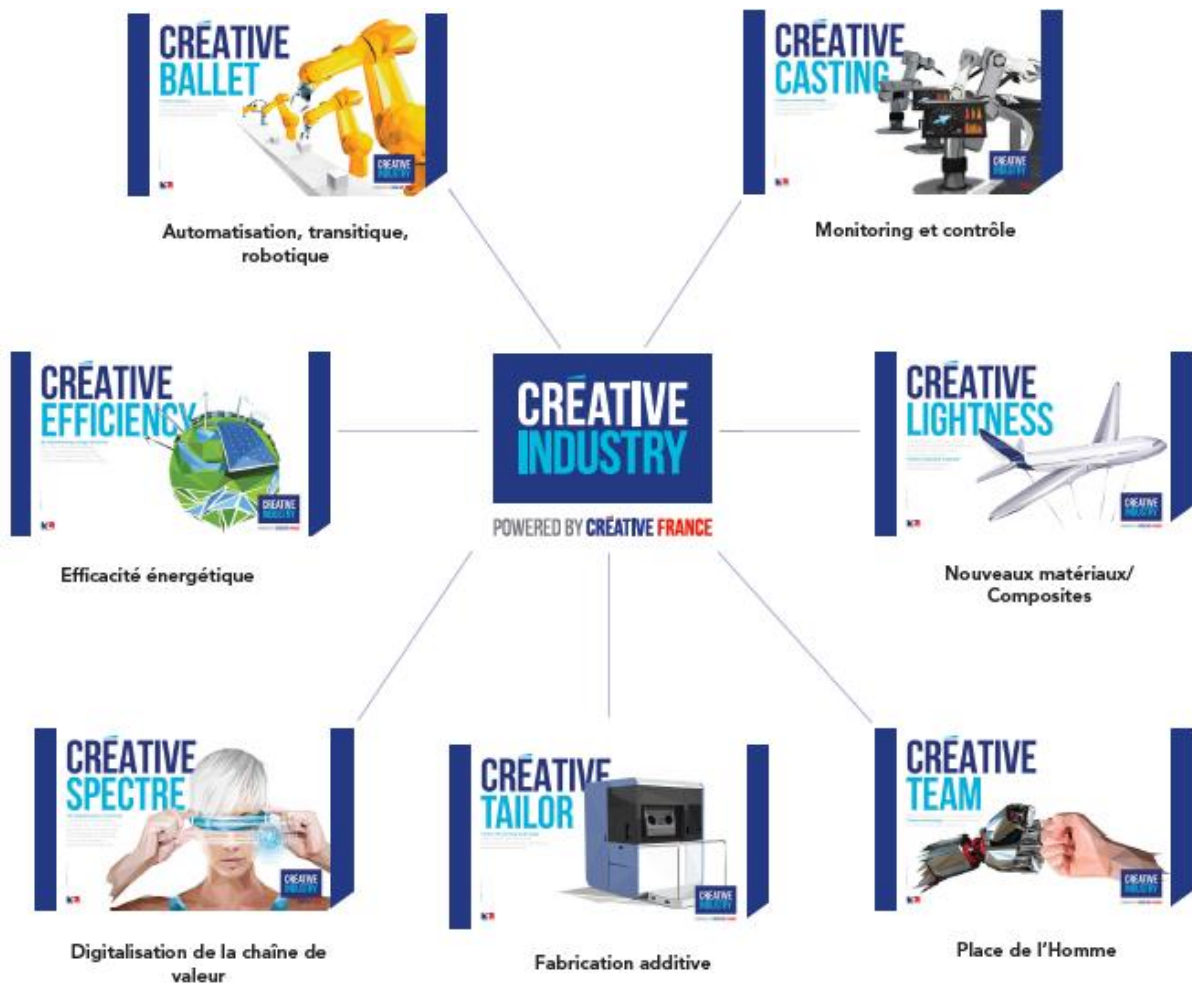 CRÉATIVE
BALLET
CRÉATIVE
INDUSTRY
Automatisation, transitique,
robotique
CRÉATIVE
CASTING
CRÉATIVE
INDUSTRY
Monitoring et contrôle
CRÉATIVE
EFFICIENCY
CRÉATIVE
INDUSTRY
Efficacité énergétique
CRÉATIVE
INDUSTRY
POWERED BY CRÉATIVE FRANCE
CRÉATIVE
LIGHTNESS
CRÉATIVE
INDUSTRY
Nouveaux matériaux/
Composites
CRÉATIVE
SPECTRE
CRÉATIVE
INDUSTRY
Digitalisation de la chaîne de
valeur
CRÉATIVE
TAILOR
CRÉATIVE
INDUSTRY
Fabrication additive
CRÉATIVE
TEAM
CRÉATIVE
INDUSTRY
Place de l'Homme